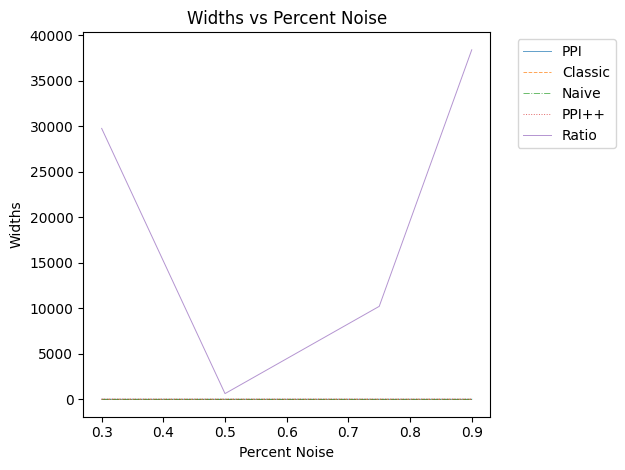 Widths vs Percent Noise
40000
35000
30000
25000
20000
15000
10000
5000
0
Widths
0.3 0.4 0.5 0.6 0.7 0.8 0.9
Percent Noise
PPI
Classic
Naive
PPI++
Ratio